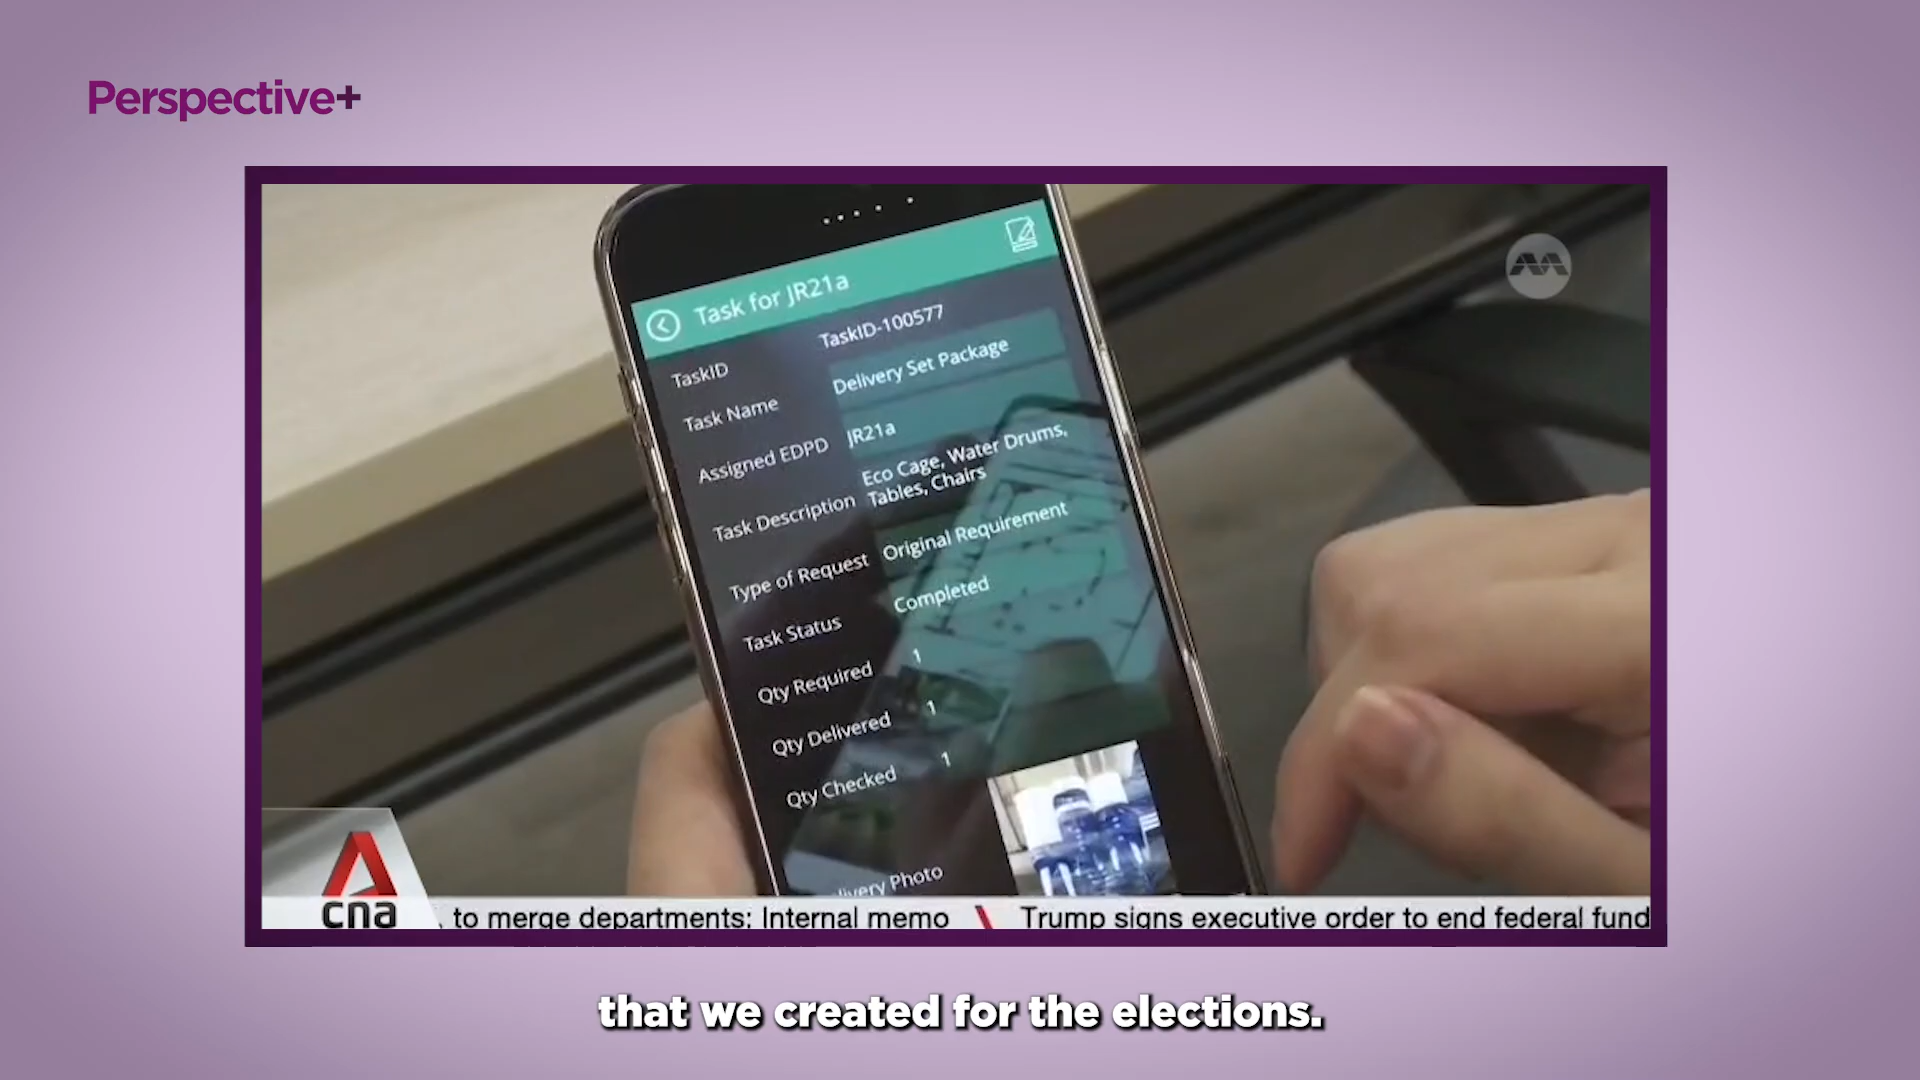 Perspective+
Task for JR21a
TaskID TaskID-100577
Task Name Delivery Set Package
Assigned EDPD JR21a
Task Description Eco Cage, Water Drums,
Tables, Chairs
Type of Request Original Requirement
Task Status Completed
Qty Required 1
Qty Delivered 1
Qty Checked 1
Photo
cna
to merge departments: Internal memo
Trump signs executive order to end federal fund
that we created for the elections.